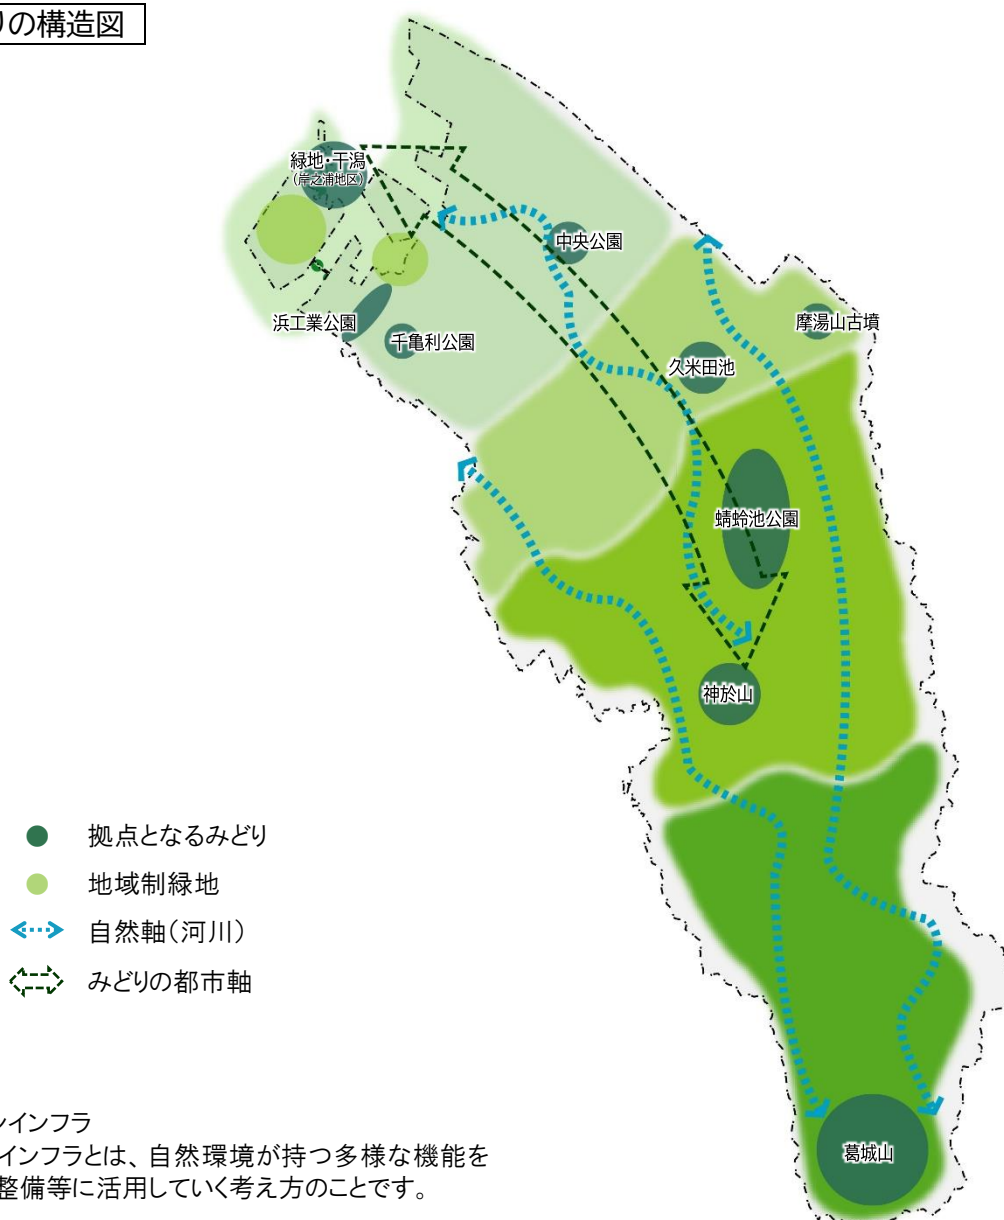 りの構造図
緑地・干潟
(岸之浦地区)
中央公園
浜工業公園
千亀利公園
摩湯山古墳
久米田池
蜻蛉池公園
神於山
拠点となるみどり
地域制緑地
自然軸(河川)
みどりの都市軸
ンインフラ
インフラとは、自然環境が持つ多様な機能を
整備等に活用していく考え方のことです。
葛城山